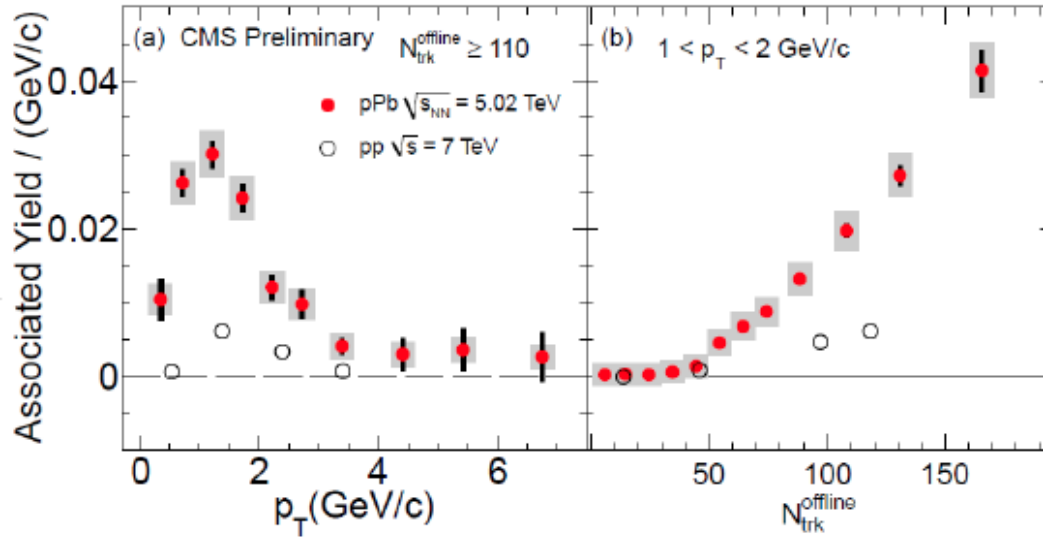 (a) CMS Preliminary
N_trk^offline ≥ 110
pPb √s_NN = 5.02 TeV
pp √s = 7 TeV
Associated Yield / (GeV/c)
0.04
0.02
0
0 2 4 6
p_T(GeV/c)
(b) 1 < p_T < 2 GeV/c
50 100 150
N_trk^offline